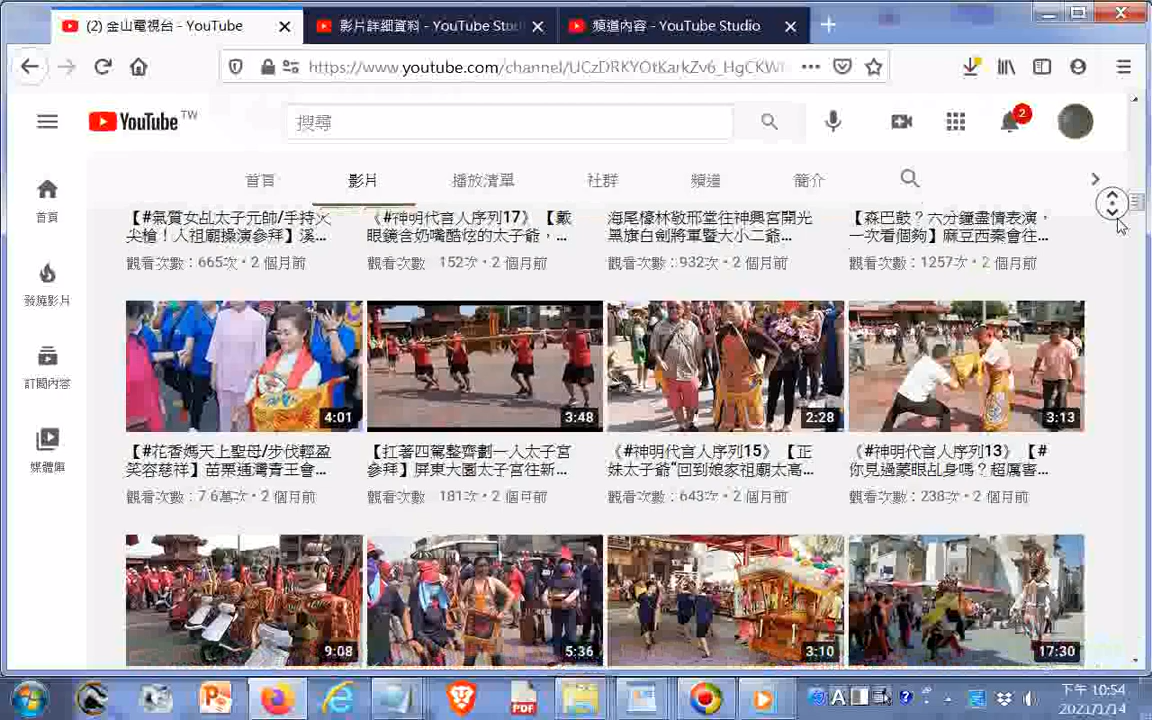 (2) 金山電視台 - YouTube
影片詳細資料 - YouTube Stu
頻道內容 - YouTube Studio
https://www.youtube.com/channel/UCzDRKYOtKarkZv6_HgCKW
YouTube TW
搜尋
2
首頁
影片
播放清單
社群
頻道
簡介
首頁
發燒影片
訂閱內容
媒體庫
【#氣質女乩太子元帥/手持火
尖槍！人祖廟操演參拜】溪...
觀看次數：665次・2 個月前
《#神明代言人序列17》【戴
眼鏡含奶嘴酷炫的太子爺，...
觀看次數 152次・2 個月前
海尾檺林敬邢堂往神興宮開光
黑旗白劍將軍暨大小二爺...
觀看次數：932次・2 個月前
【森巴鼓？六分鐘盡情表演，
一次看個夠】麻豆西秦會往...
觀看次數：1257次・2 個月前
4:01
3:48
2:28
3:13
【#花香媽天上聖母/步伐輕盈
笑容慈祥】苗栗通灣青王會...
觀看次數：7.6萬次・2 個月前
【扛著四駕整齊劃一人太子宮
參拜】屏東大園太子宮往新...
觀看次數 181次・2 個月前
《#神明代言人序列15》【正
妹太子爺"回到娘家祖廟太高...
觀看次數：643次・2 個月前
《#神明代言人序列13》【#
你見過蒙眼乩身嗎？超厲害...
觀看次數：238次・2 個月前
9:08
5:36
3:10
17:30
PDF
A
下午 10:54
2021/1/14